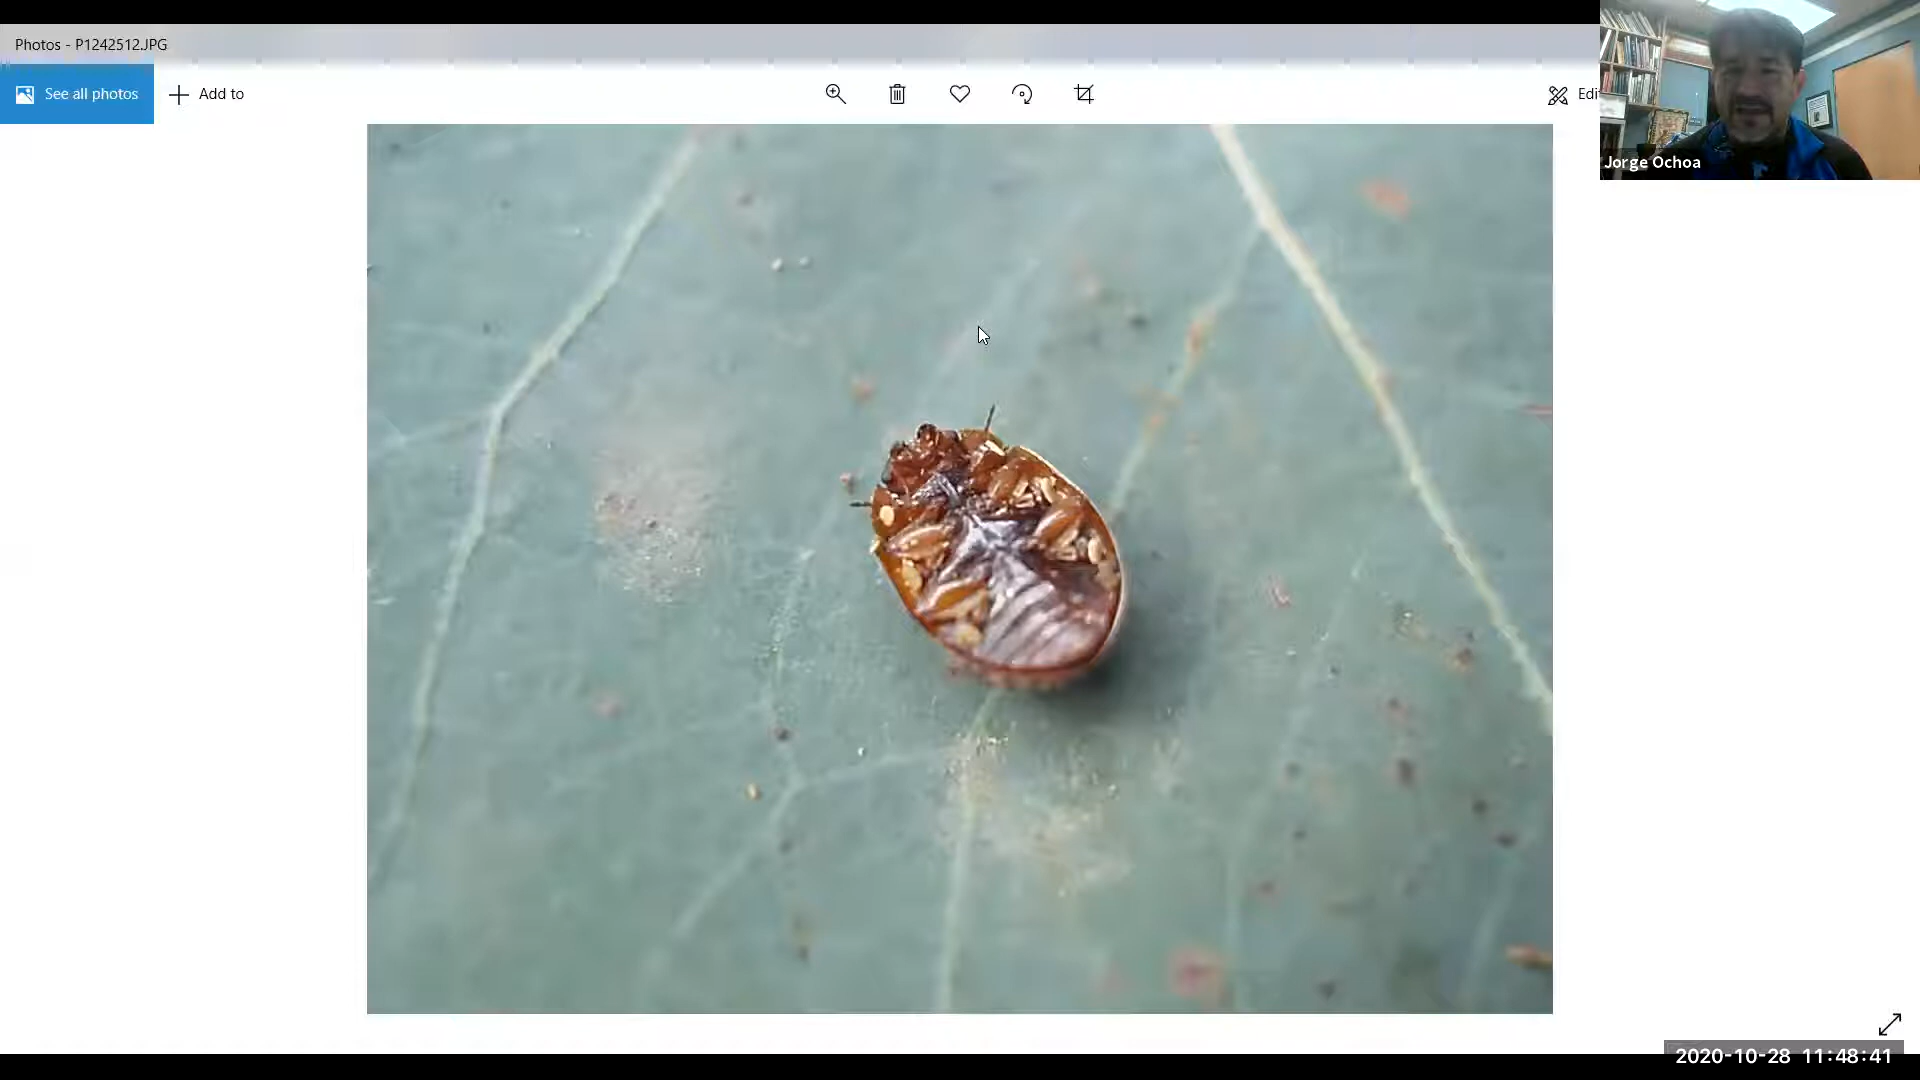 Photos - P1242512.JPG
See all photos
Add to
Edi
Jorge Ochoa
2020-10-28 11:48:41